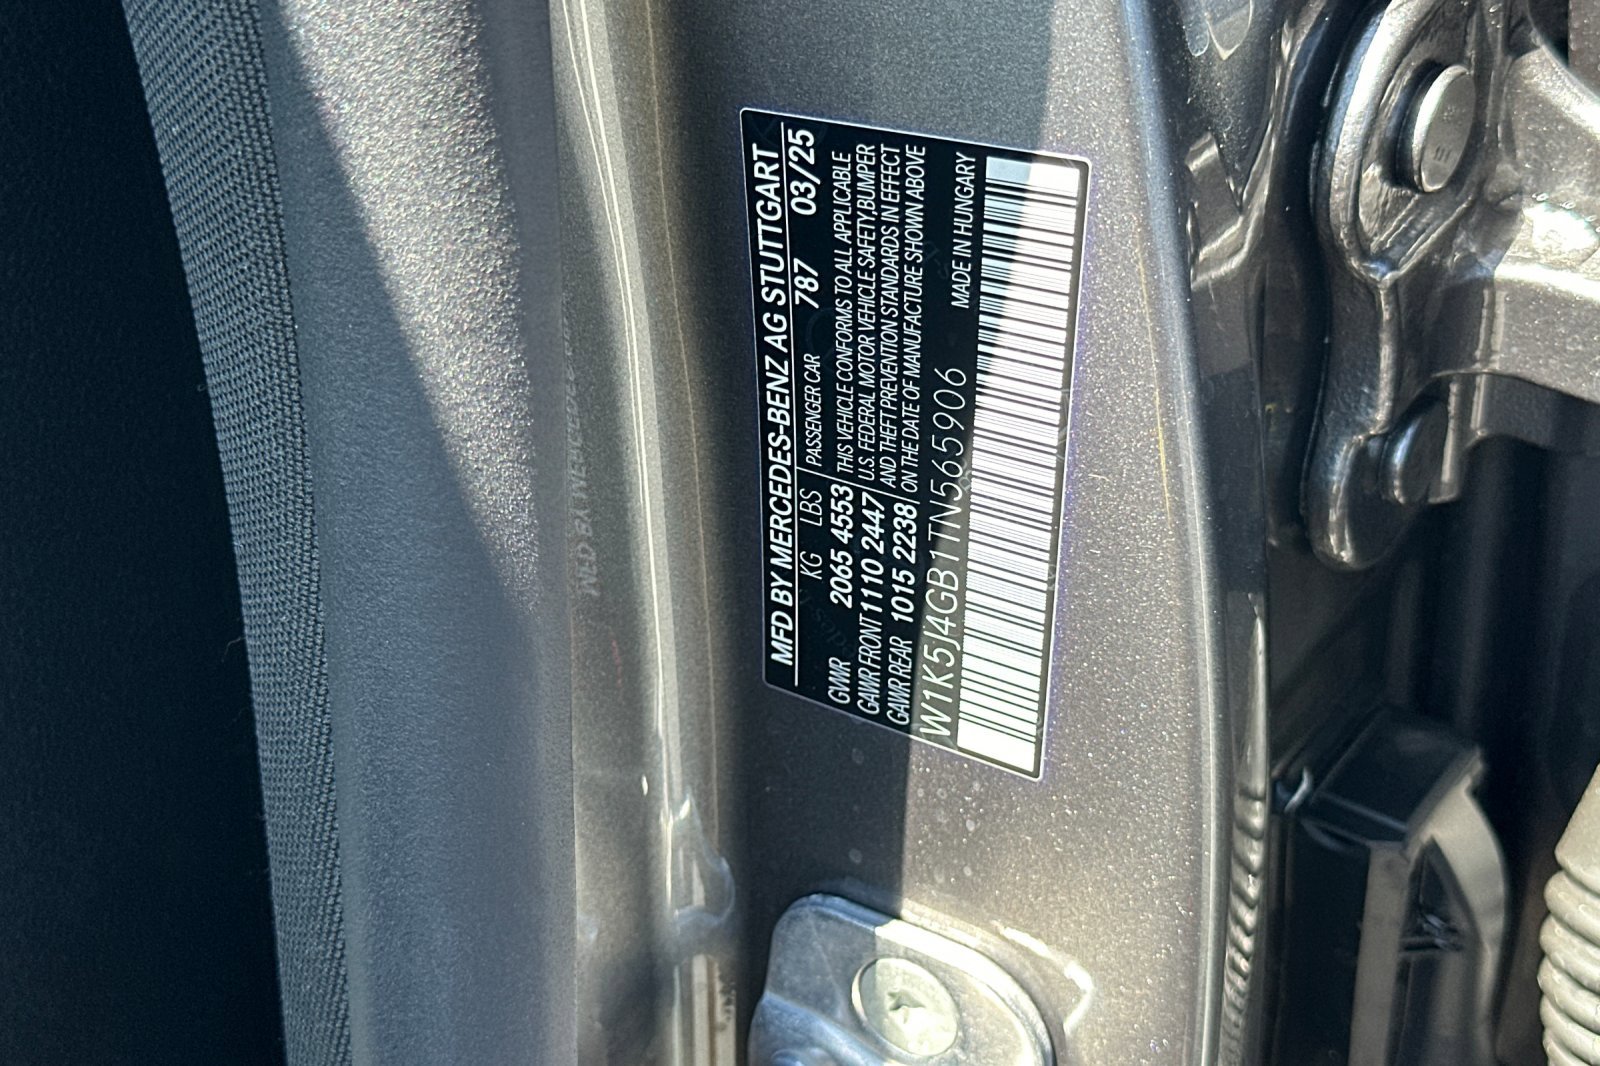 MFD BY MERCEDES-BENZ AG STUTTGART
KG LBS PASSENGER CAR 787 03/25
GVWR 2065 4553
GAWR FRONT 1110 2447
GAWR REAR 1015 2238
THIS VEHICLE CONFORMS TO ALL APPLICABLE
U.S. FEDERAL MOTOR VEHICLE SAFETY,BUMPER
AND THEFT PREVENTION STANDARDS IN EFFECT
ON THE DATE OF MANUFACTURE SHOWN ABOVE
W1K5J4GB1TN565906 MADE IN HUNGARY